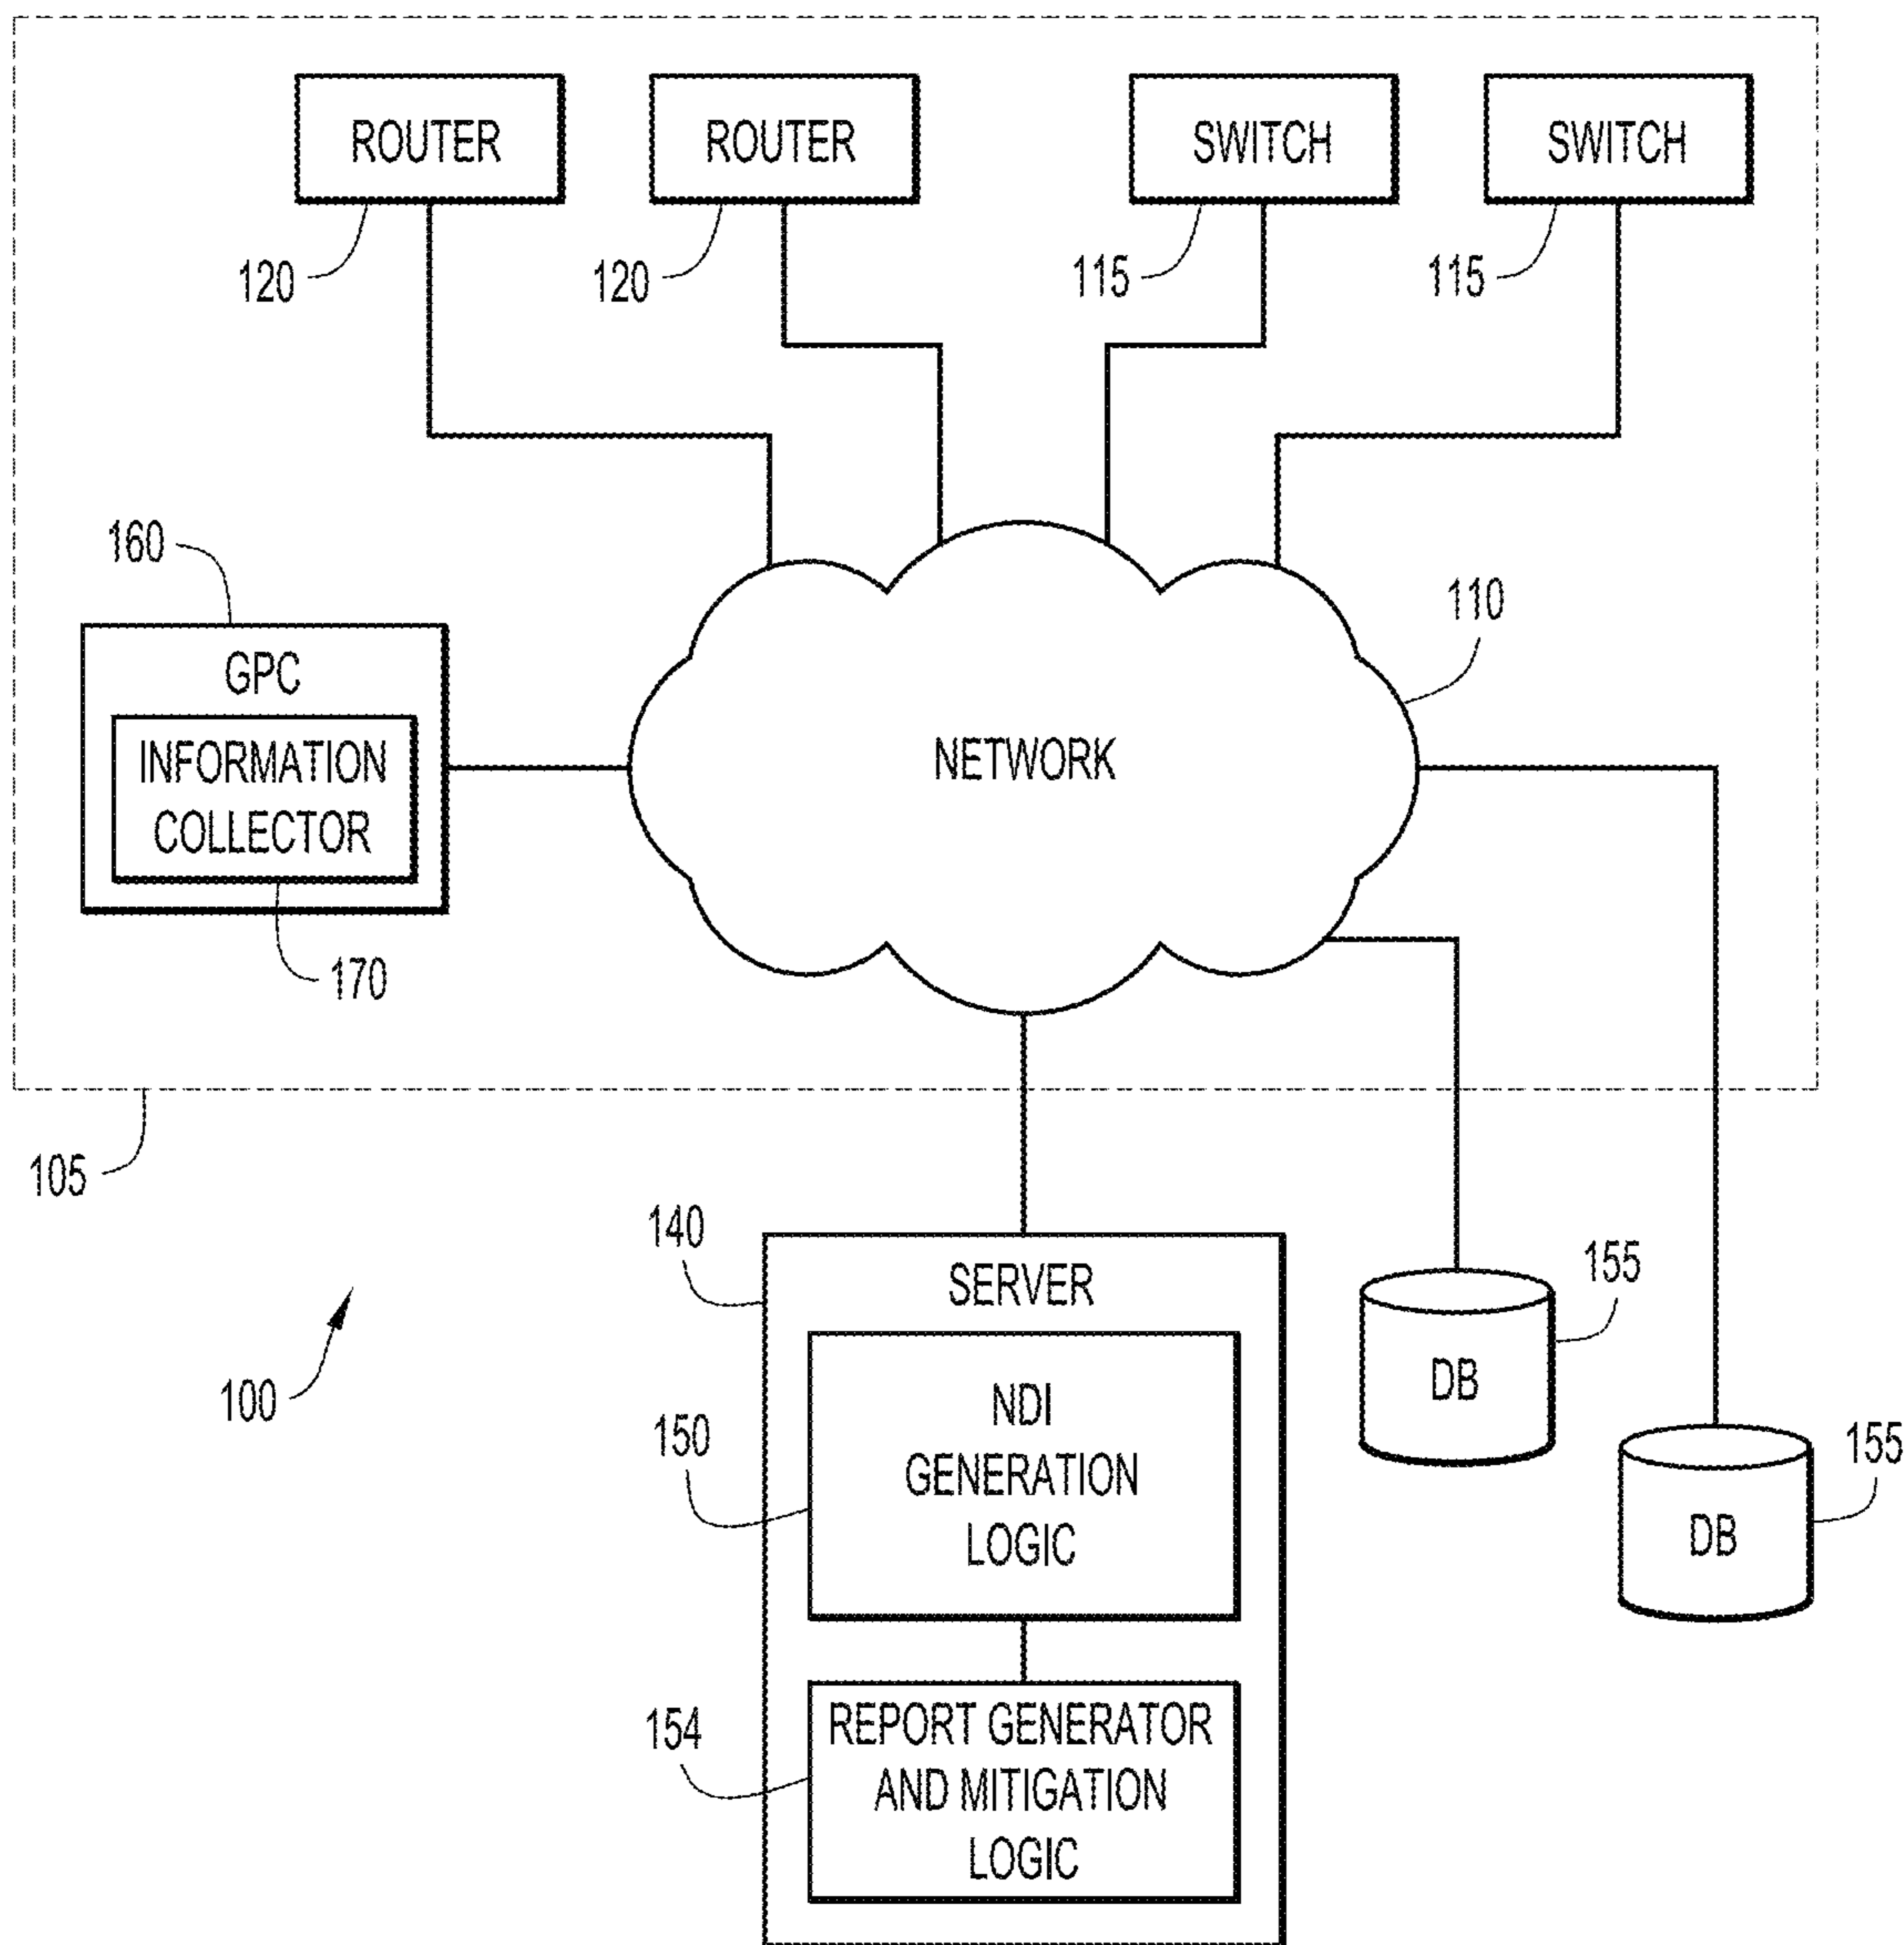 ROUTER
ROUTER
SWITCH
SWITCH
120
120
115
115
160
110
GPC
INFORMATION
COLLECTOR
NETWORK
170
105
140
SERVER
155
100
NDI
GENERATION
LOGIC
150
DB
155
DB
154
REPORT GENERATOR
AND MITIGATION
LOGIC